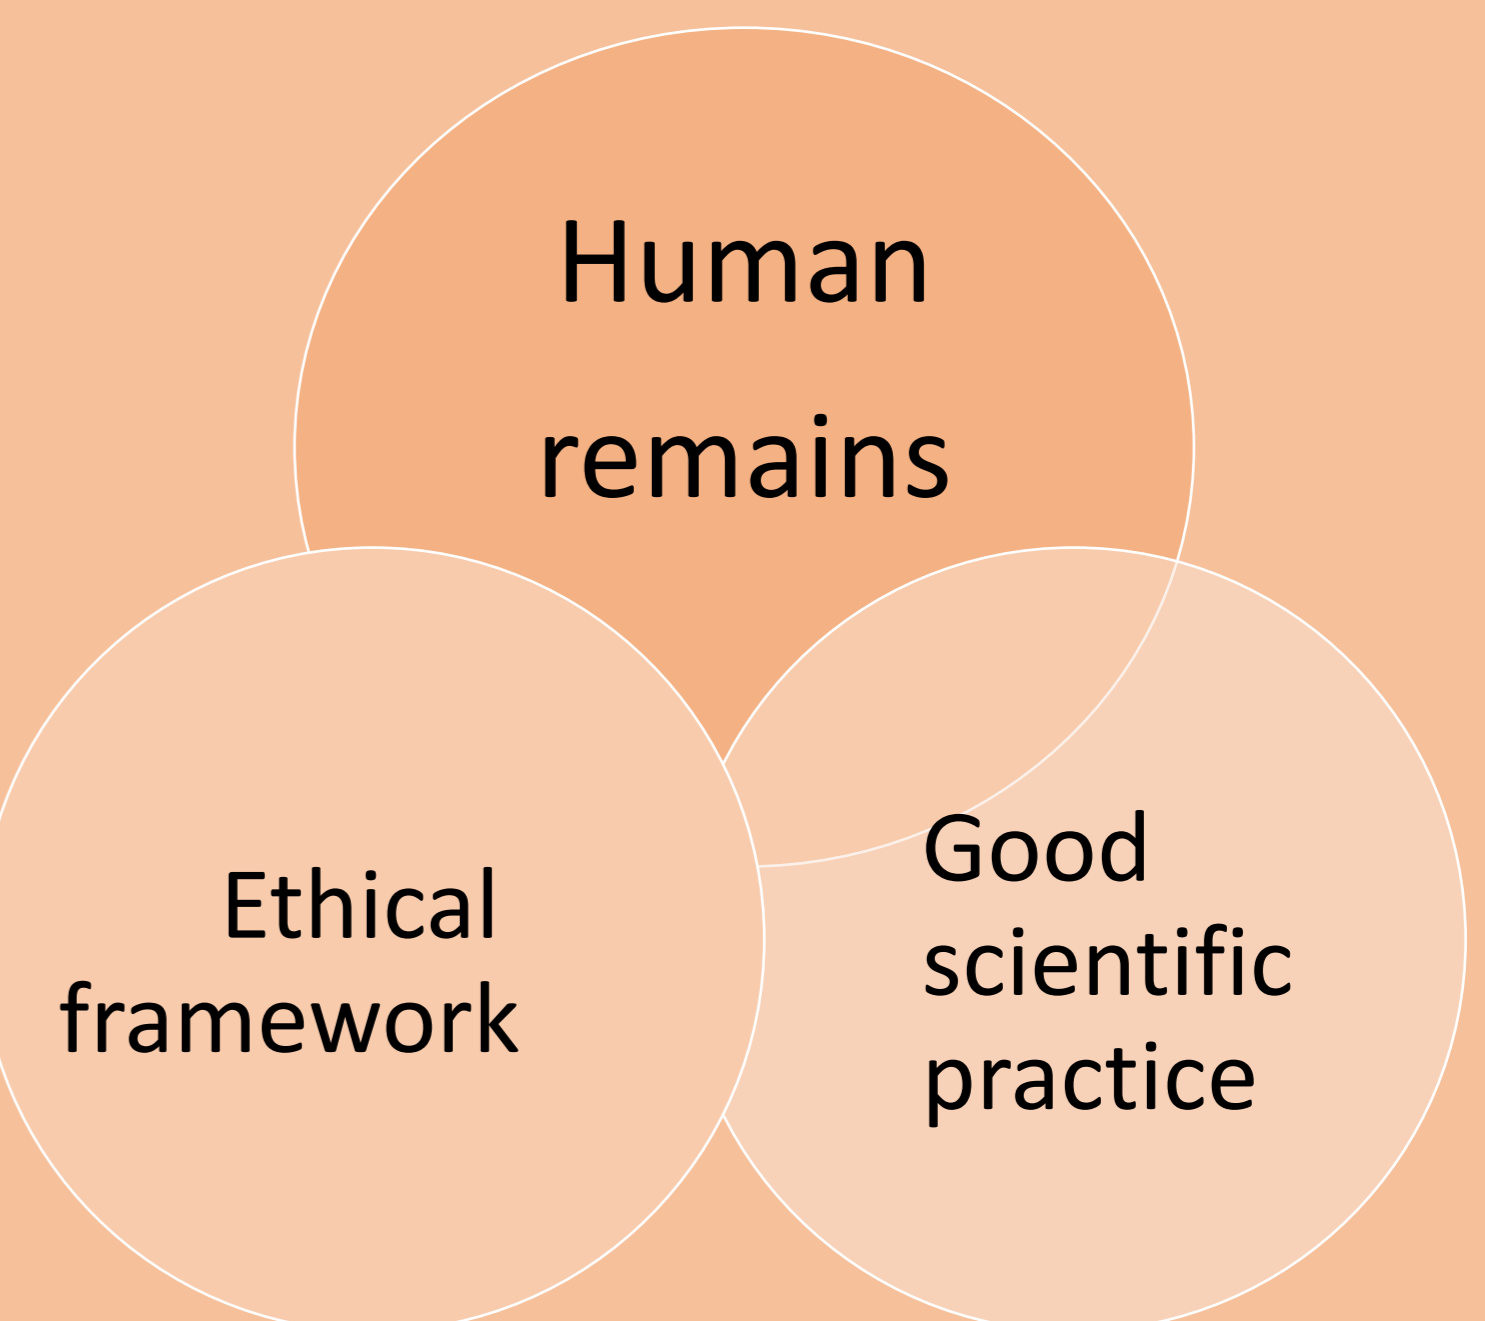 Human
remains
Ethical
framework
Good
scientific
practice